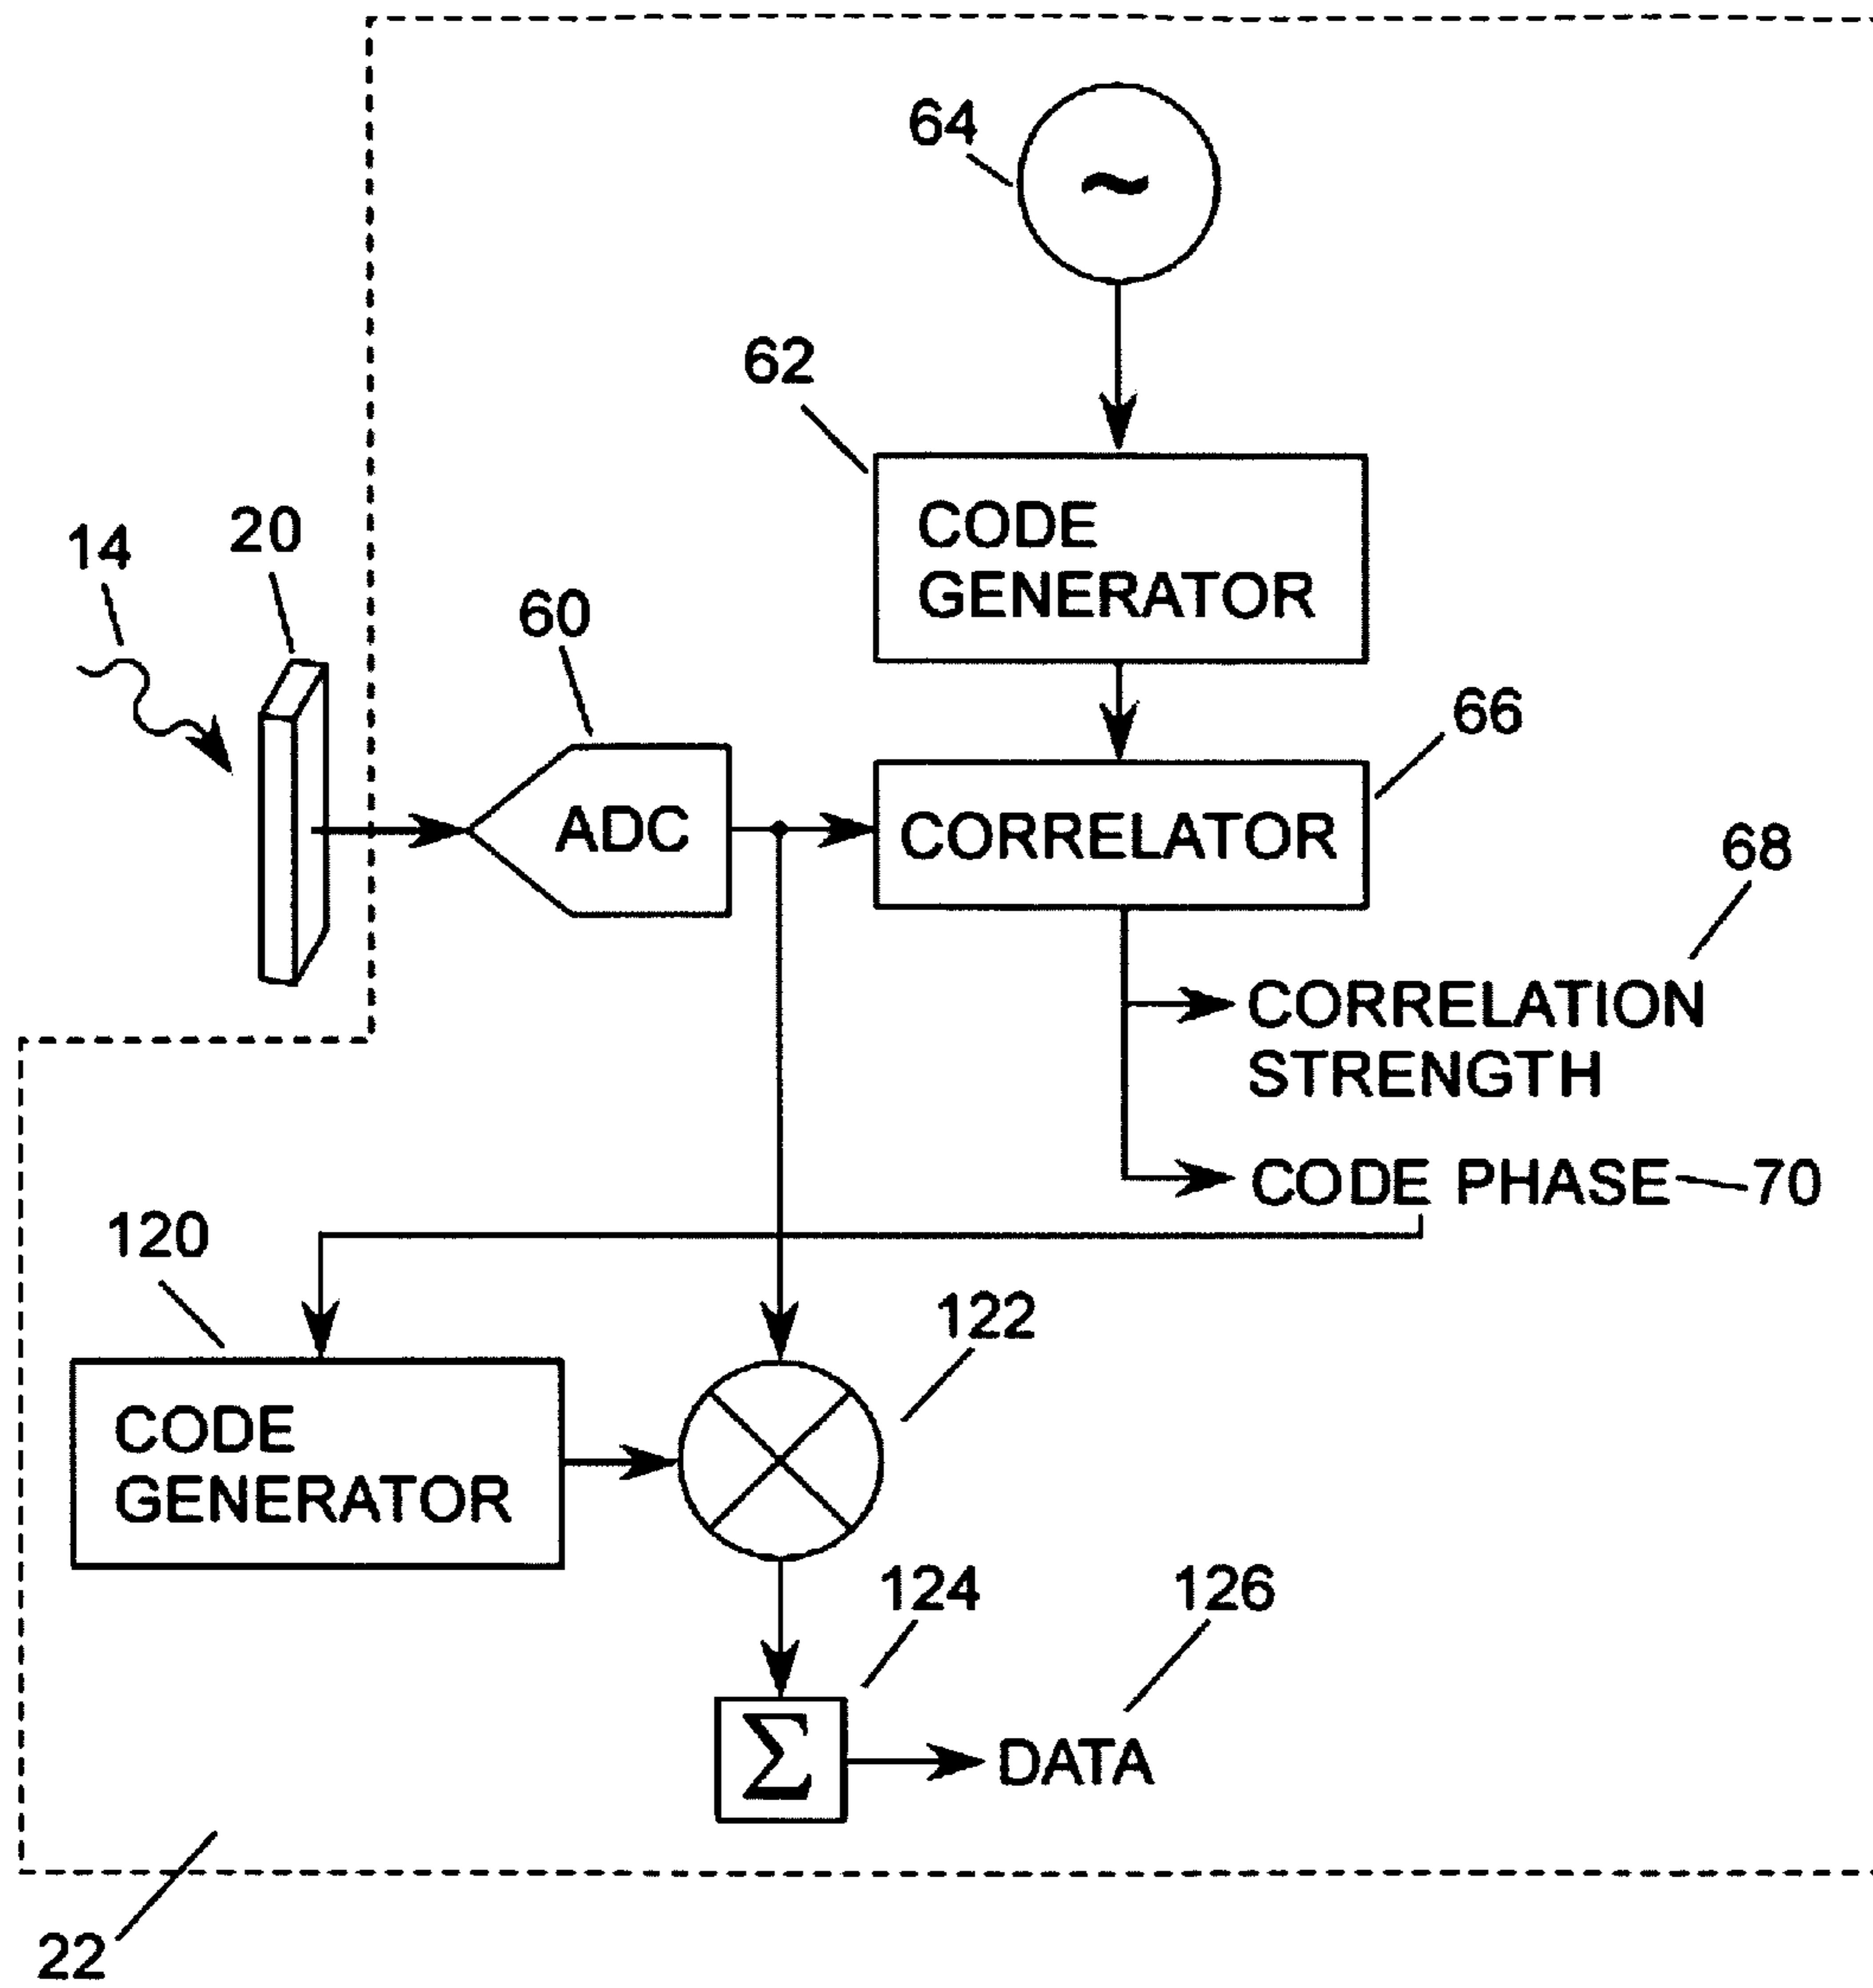 64
~
62
CODE
GENERATOR
14
20
60
66
ADC
CORRELATOR
68
CORRELATION
STRENGTH
CODE PHASE
70
120
122
CODE
GENERATOR
124
126
Σ
DATA
22